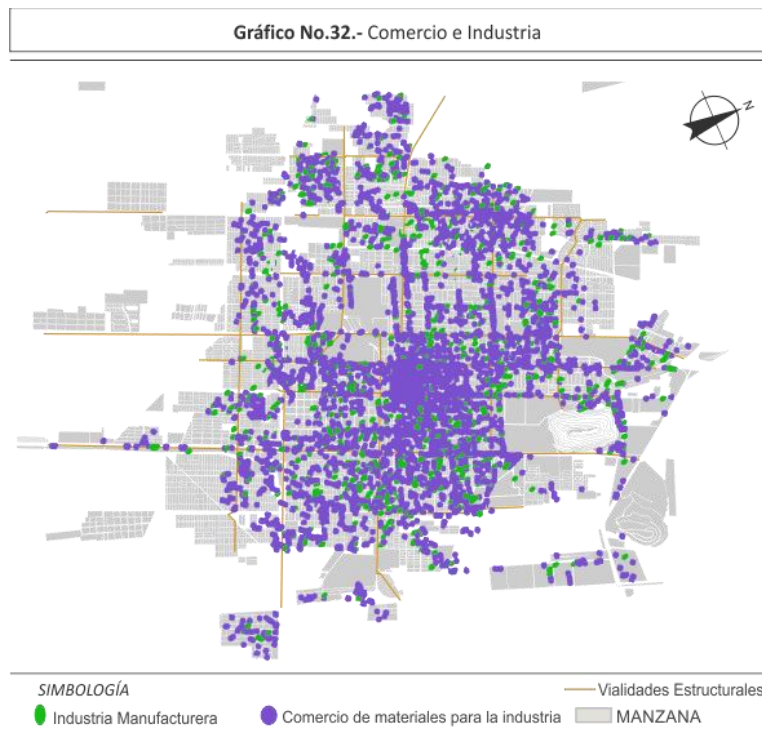 Gráfico No.32.- Comercio e Industria
N
SIMBOLOGÍA
Vialidades Estructurales
Industria Manufacturera
Comercio de materiales para la industria
MANZANA